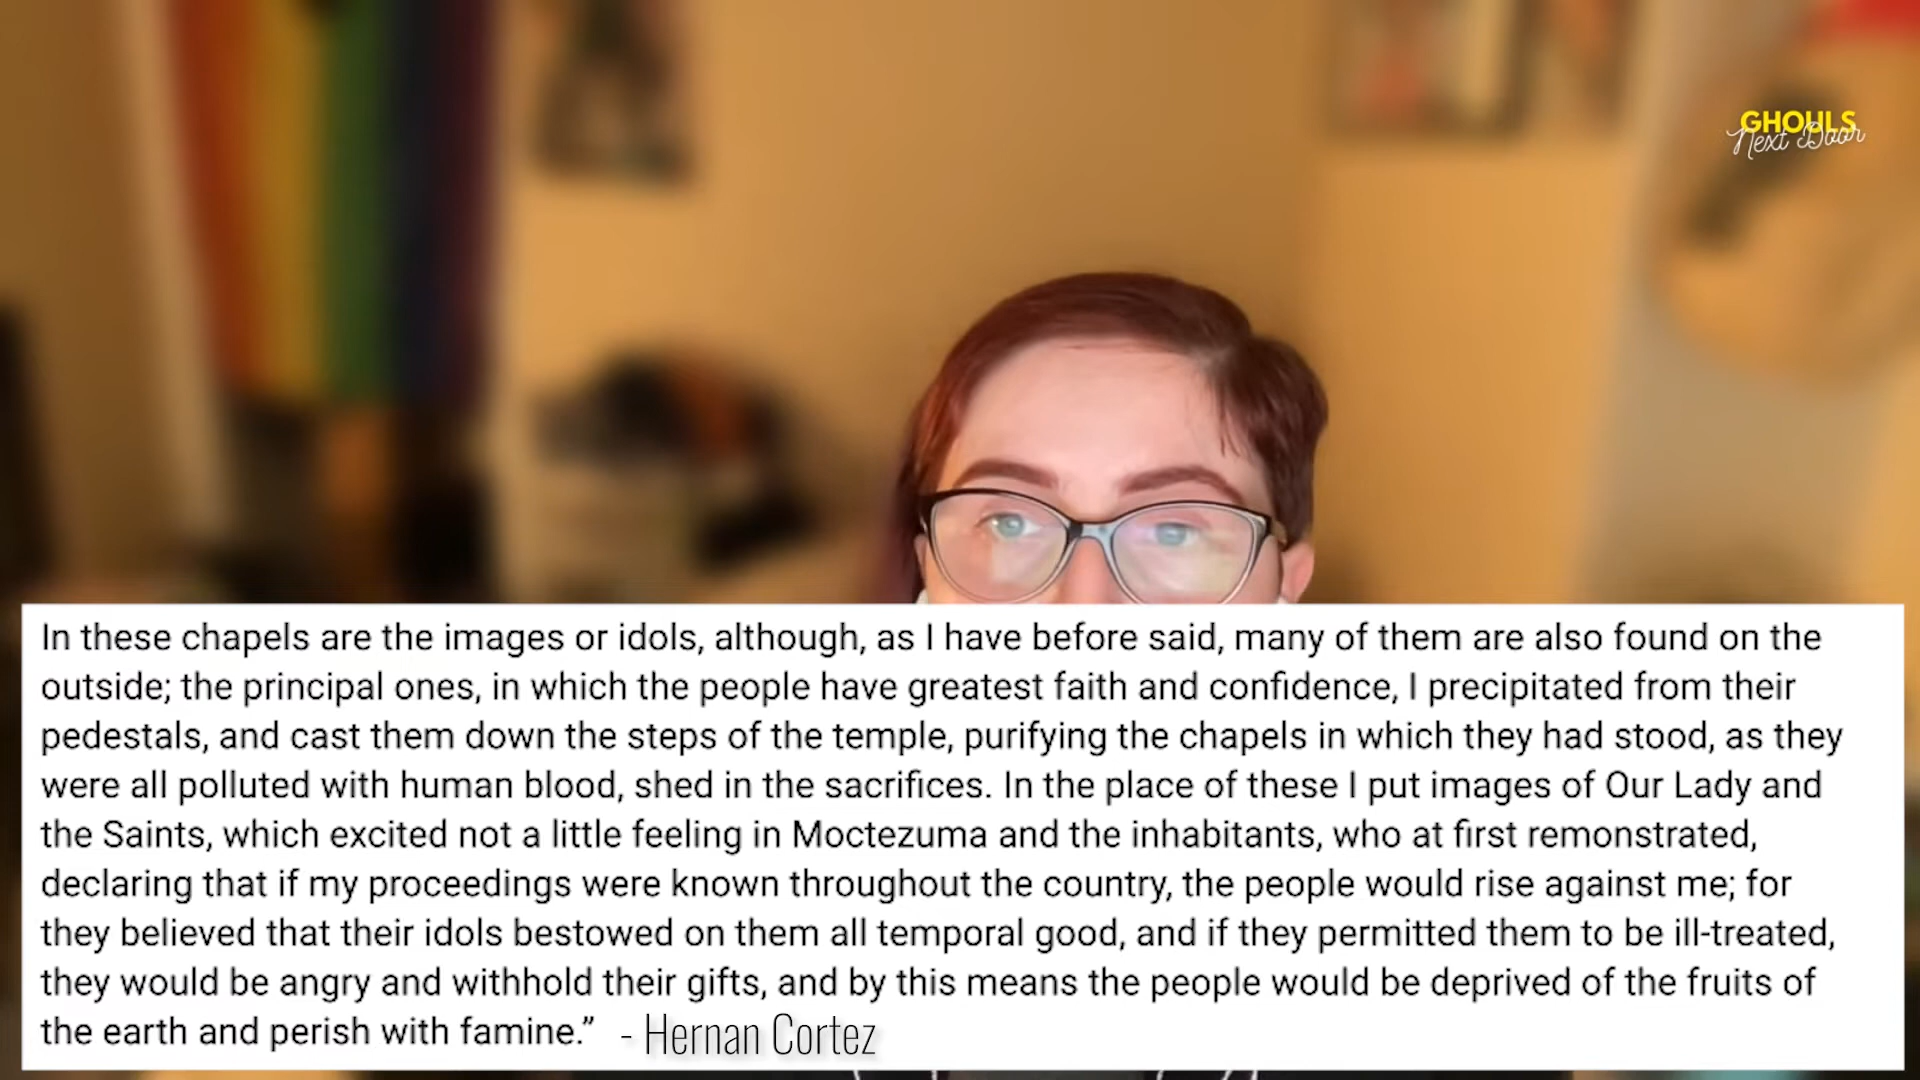 GHOULS
Next Door
In these chapels are the images or idols, although, as I have before said, many of them are also found on the
outside; the principal ones, in which the people have greatest faith and confidence, I precipitated from their
pedestals, and cast them down the steps of the temple, purifying the chapels in which they had stood, as they
were all polluted with human blood, shed in the sacrifices. In the place of these I put images of Our Lady and
the Saints, which excited not a little feeling in Moctezuma and the inhabitants, who at first remonstrated,
declaring that if my proceedings were known throughout the country, the people would rise against me; for
they believed that their idols bestowed on them all temporal good, and if they permitted them to be ill-treated,
they would be angry and withhold their gifts, and by this means the people would be deprived of the fruits of
the earth and perish with famine.” - Hernan Cortez